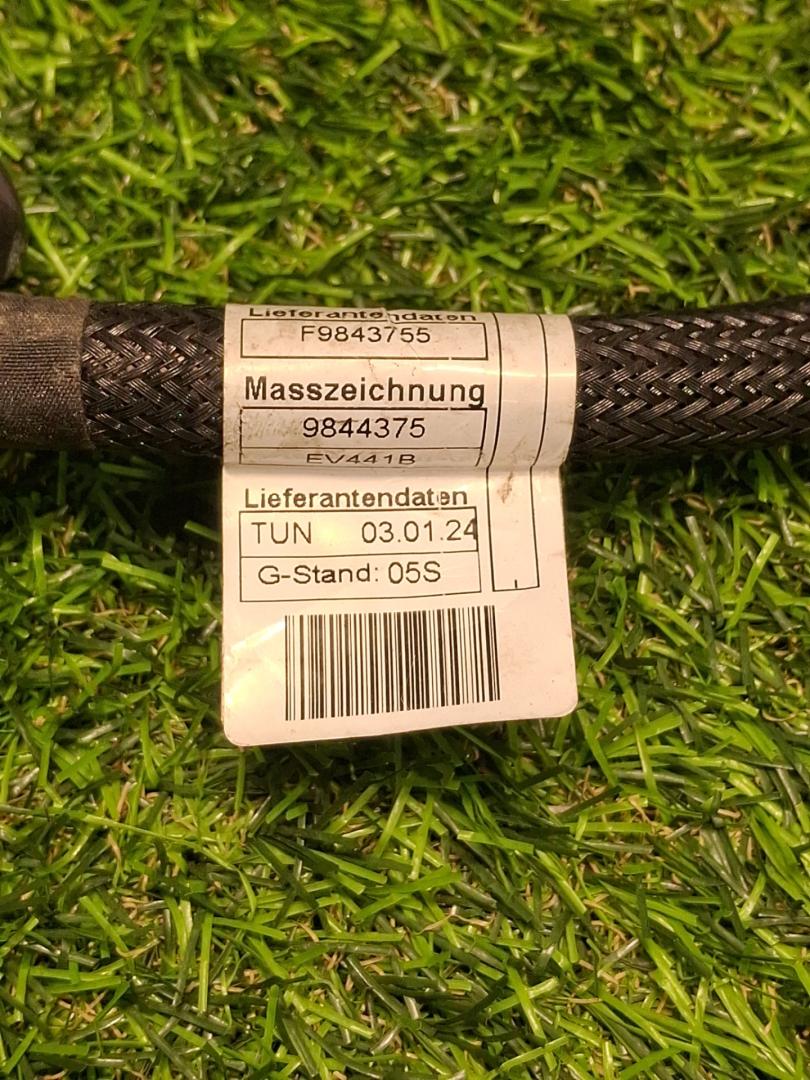 Lieferantendaten
F9843755
Masszeichnung
9844375
EV441B
Lieferantendaten
TUN 03.01.24
G-Stand: 05S